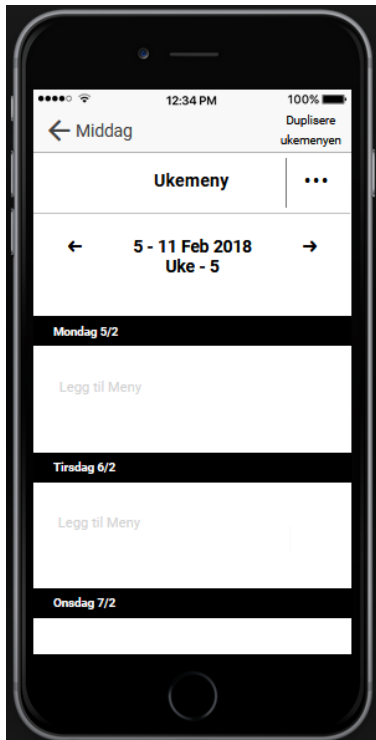 12:34 PM
100%
Middag
Duplisere
ukemenyen
Ukemeny
5 - 11 Feb 2018
Uke - 5
Mondag 5/2
Legg til Meny
Tirsdag 6/2
Legg til Meny
Onsdag 7/2